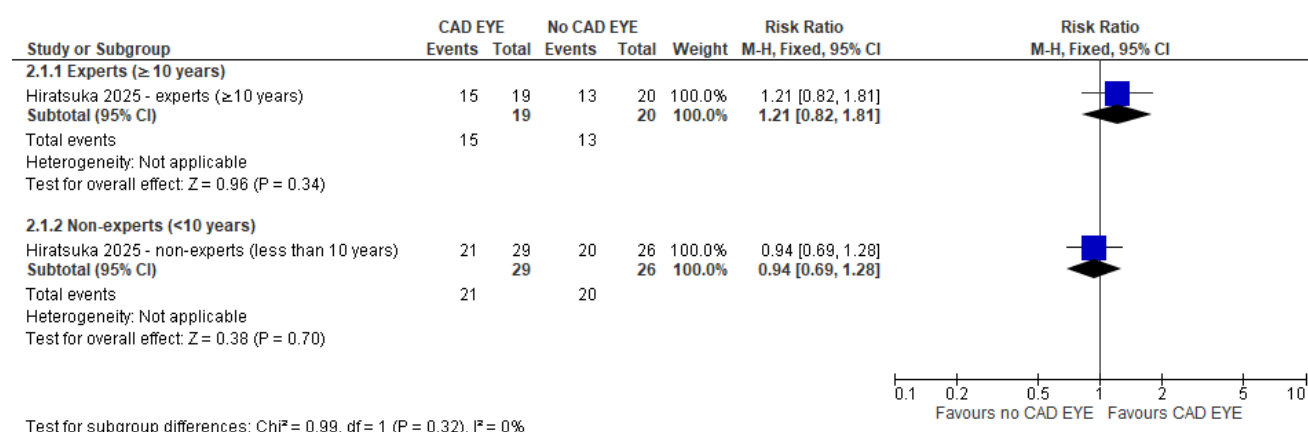 CAD EYE No CAD EYE Risk Ratio Risk Ratio
Study or Subgroup Events Total Events Total Weight M-H, Fixed, 95% CI M-H, Fixed, 95% CI
2.1.1 Experts (≥ 10 years)
Hiratsuka 2025 - experts (≥10 years) 15 19 13 20 100.0% 1.21 [0.82, 1.81]
Subtotal (95% CI) 19 20 100.0% 1.21 [0.82, 1.81]
Total events 15 13
Heterogeneity: Not applicable
Test for overall effect: Z = 0.96 (P = 0.34)
2.1.2 Non-experts (<10 years)
Hiratsuka 2025 - non-experts (less than 10 years) 21 29 20 26 100.0% 0.94 [0.69, 1.28]
Subtotal (95% CI) 29 26 100.0% 0.94 [0.69, 1.28]
Total events 21 20
Heterogeneity: Not applicable
Test for overall effect: Z = 0.38 (P = 0.70)
0.1 0.2 0.5 1 2 5 10
Favours no CAD EYE Favours CAD EYE
Test for subgroup differences: Chi² = 0.99, df = 1 (P = 0.32), I² = 0%